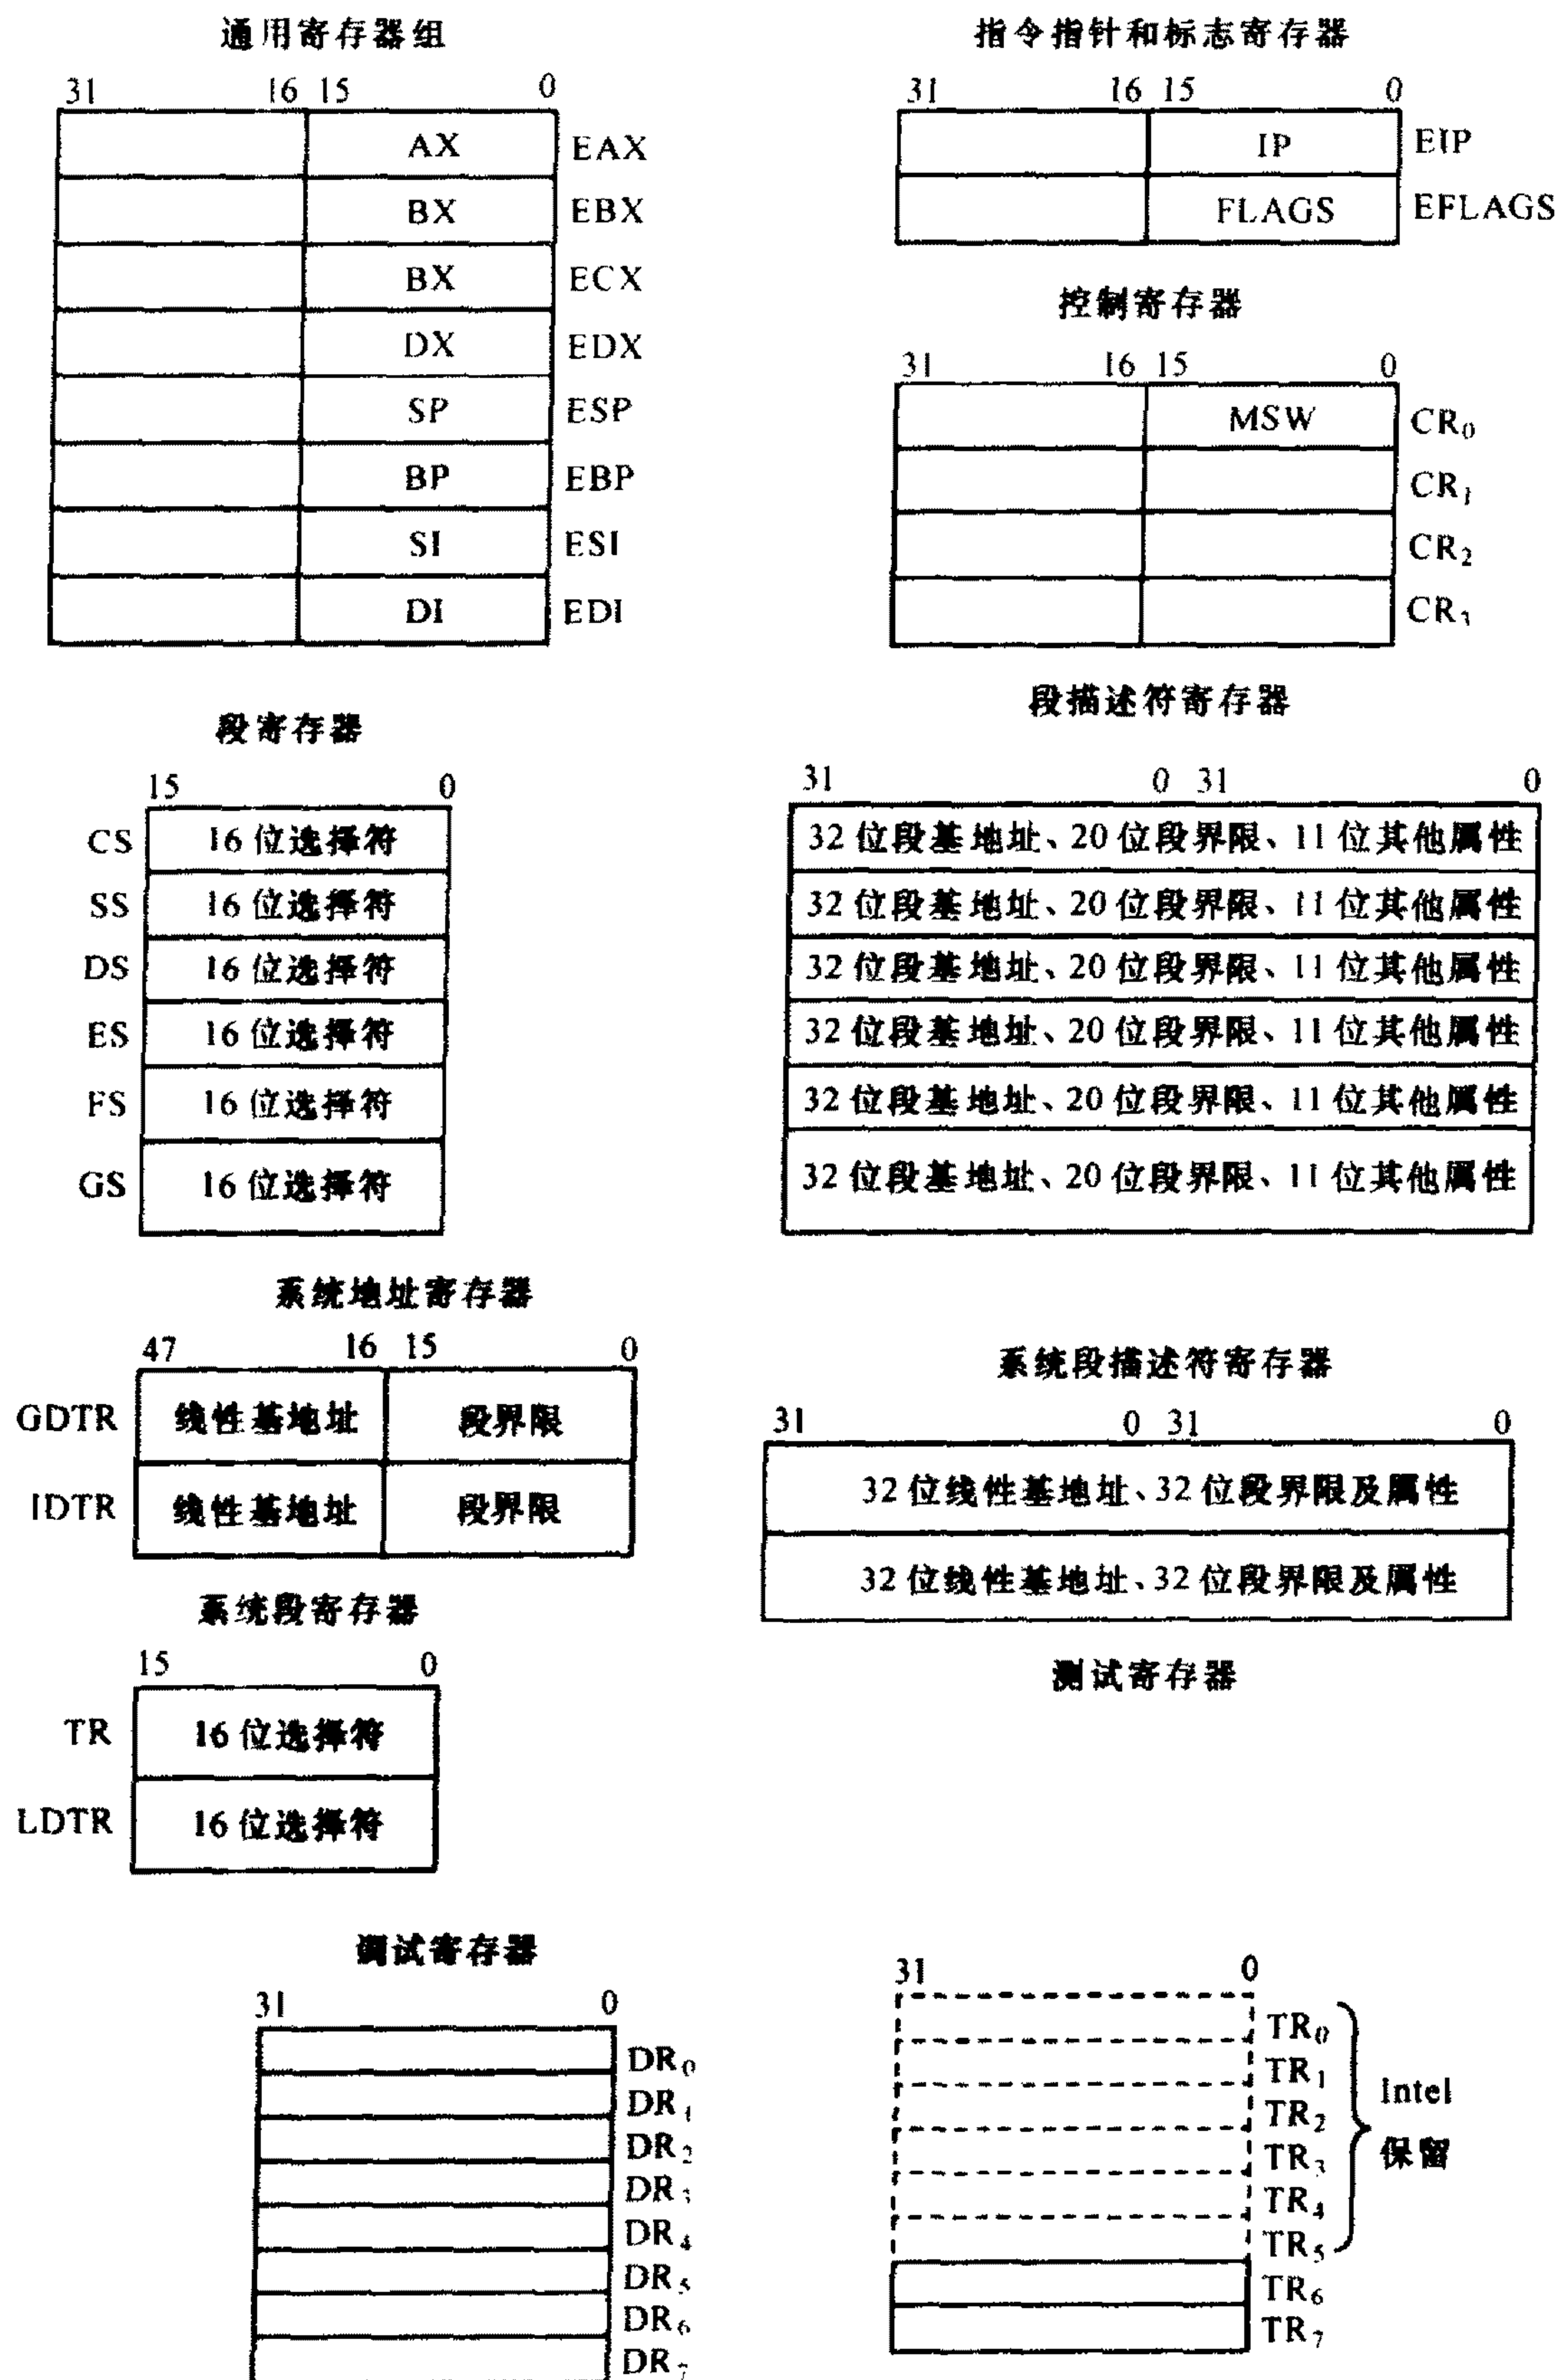 通用寄存器组
31 16 15 0
AX EAX
BX EBX
BX ECX
DX EDX
SP ESP
BP EBP
SI ESI
DI EDI
指令指针和标志寄存器
31 16 15 0
IP EIP
FLAGS EFLAGS
控制寄存器
31 16 15 0
MSW CR0
CR1
CR2
CR3
段寄存器
15 0
CS 16位选择符
SS 16位选择符
DS 16位选择符
ES 16位选择符
FS 16位选择符
GS 16位选择符
段描述符寄存器
31 0 31 0
32位段基地址、20位段界限、11位其他属性
32位段基地址、20位段界限、11位其他属性
32位段基地址、20位段界限、11位其他属性
32位段基地址、20位段界限、11位其他属性
32位段基地址、20位段界限、11位其他属性
32位段基地址、20位段界限、11位其他属性
系统地址寄存器
47 16 15 0
GDTR 线性基地址 段界限
IDTR 线性基地址 段界限
系统段描述符寄存器
31 0 31 0
32位线性基地址、32位段界限及属性
32位线性基地址、32位段界限及属性
系统段寄存器
15 0
TR 16位选择符
LDTR 16位选择符
测试寄存器
调试寄存器
31 0
DR0
DR1
DR2
DR3
DR4
DR5
DR6
DR7
31 0
TR0
TR1
TR2
TR3
TR4
TR5
TR6
TR7
Intel
保留